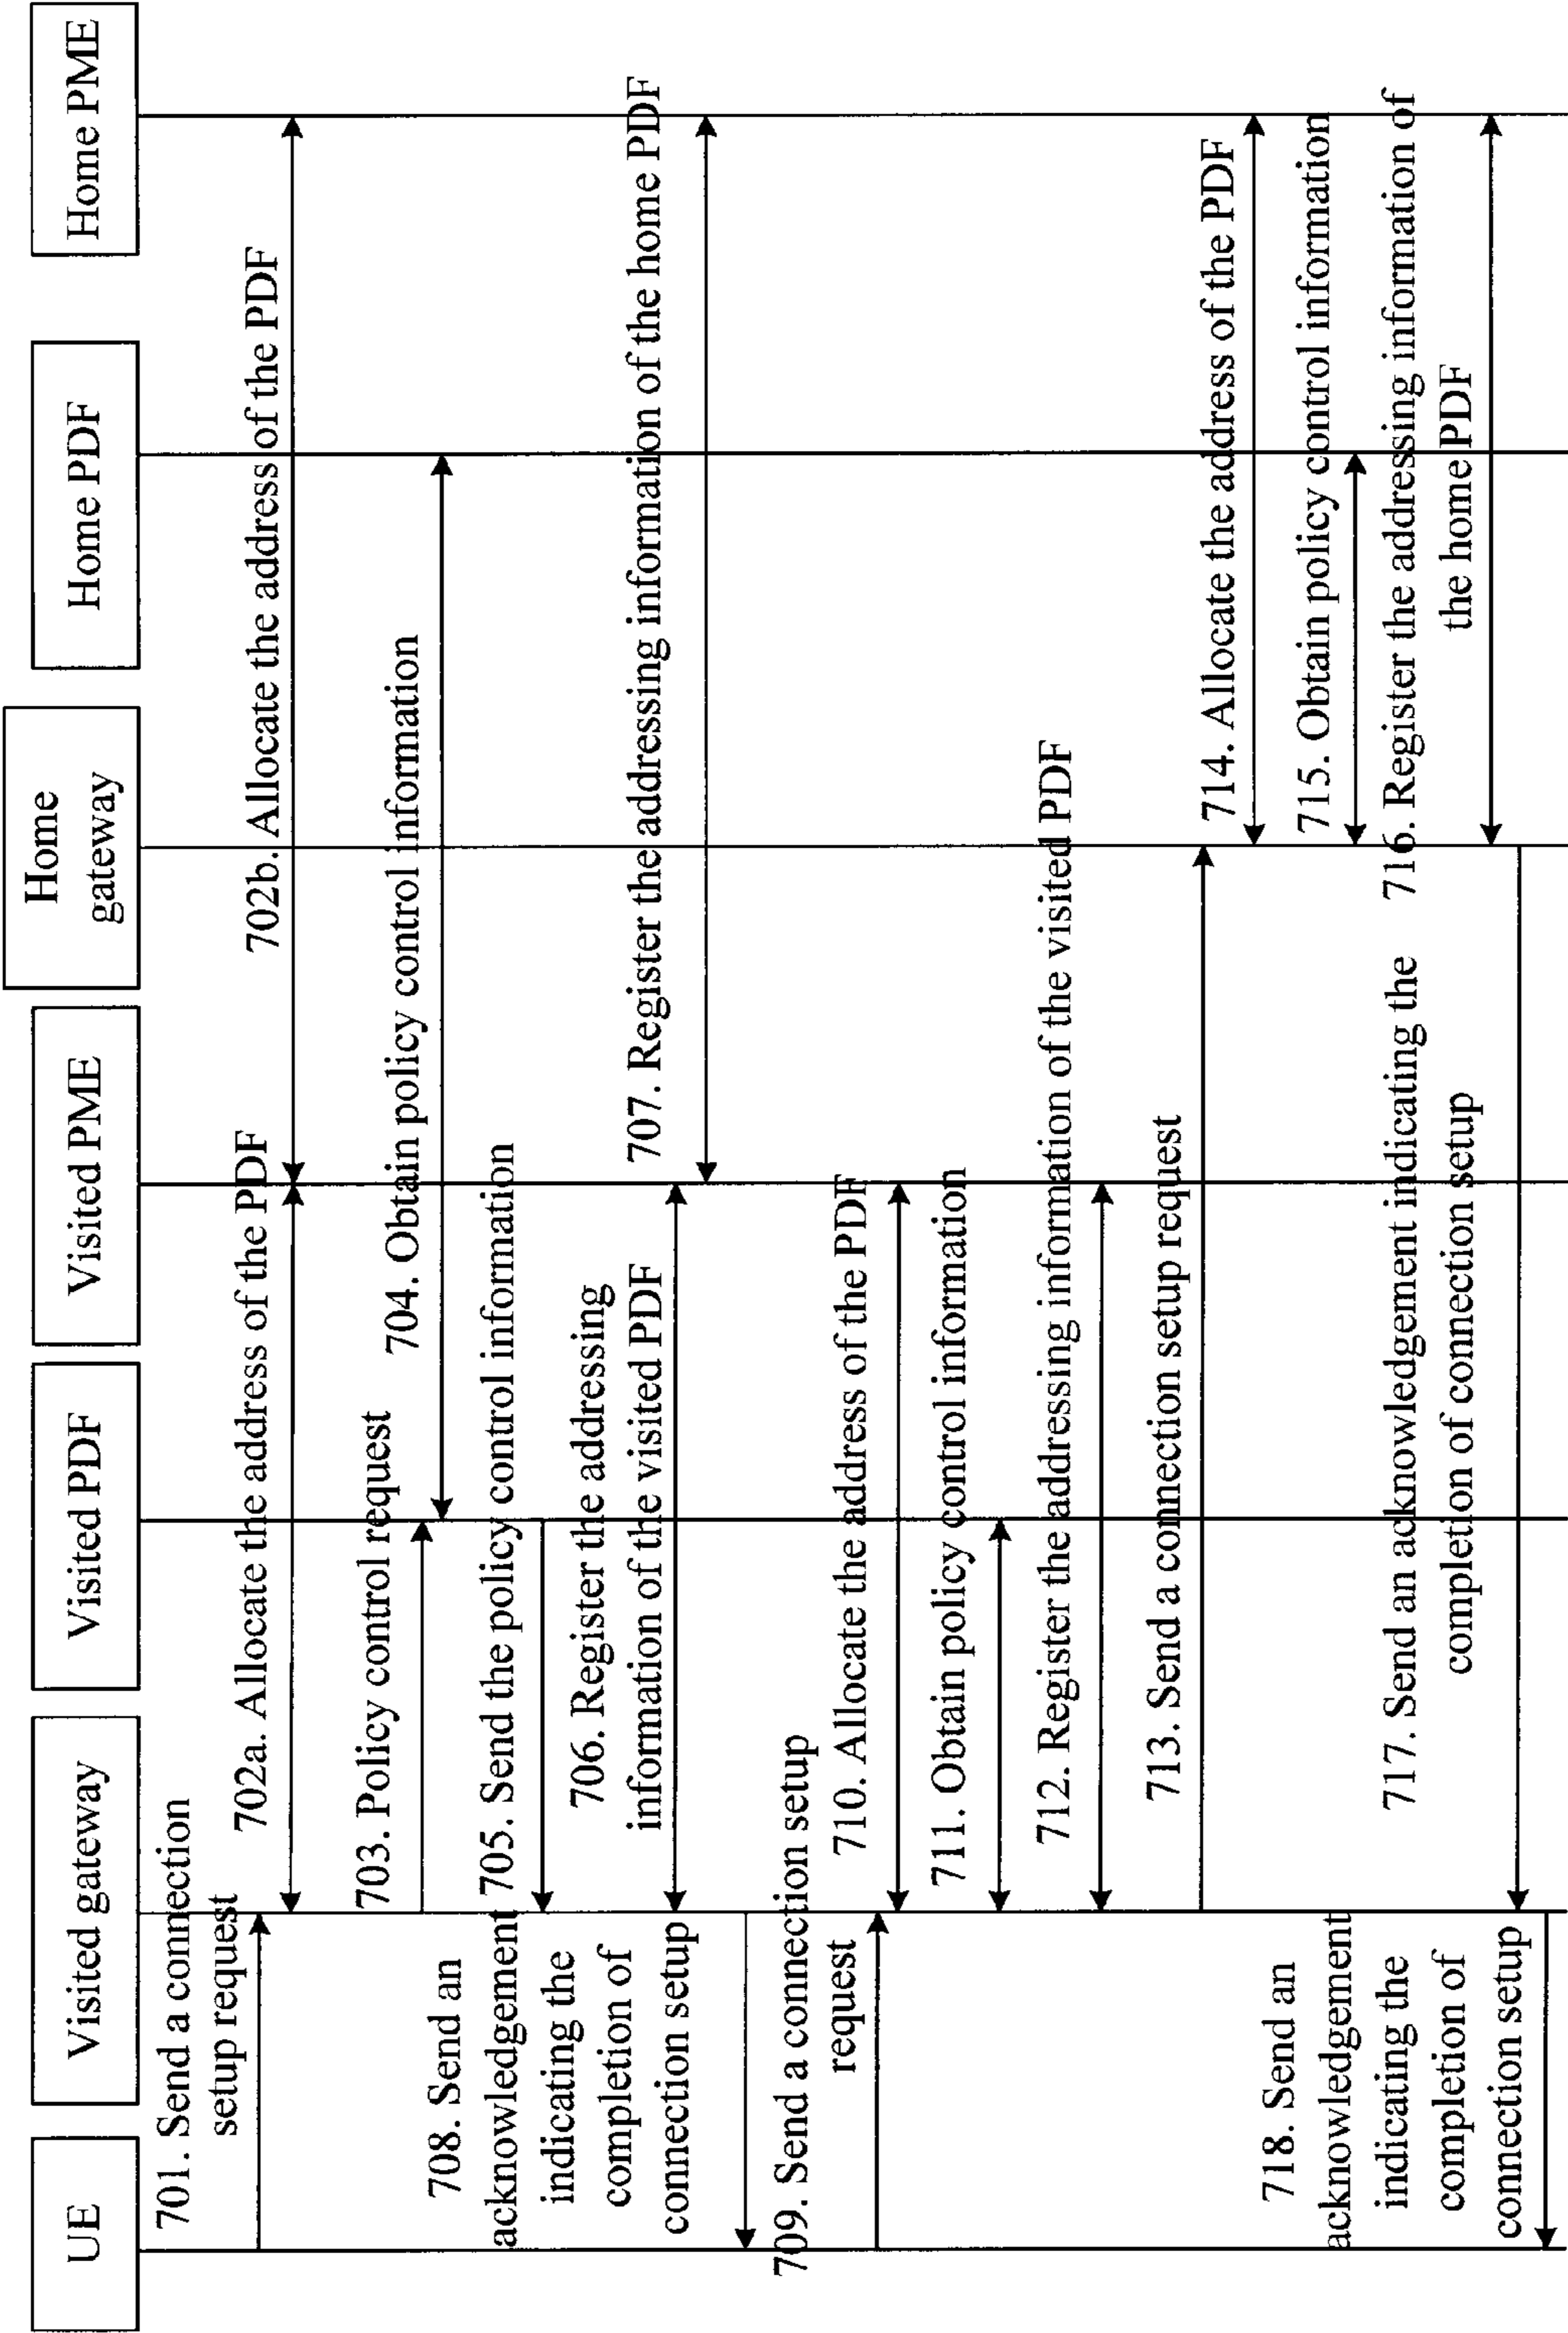 UE
Visited gateway
Visited PDF
Visited PME
Home
gateway
Home PDF
Home PME
701. Send a connection
setup request
702a. Allocate the address of the PDF
702b. Allocate the address of the PDF
703. Policy control request
704. Obtain policy control information
705. Send the policy control information
706. Register the addressing
information of the visited PDF
707. Register the addressing information of the home PDF
708. Send an
acknowledgement
indicating the
completion of
connection setup
709. Send a connection setup
request
710. Allocate the address of the PDF
711. Obtain policy control information
712. Register the addressing information of the visited PDF
713. Send a connection setup request
714. Allocate the address of the PDF
715. Obtain policy control information
716. Register the addressing information of
the home PDF
717. Send an acknowledgement indicating the
completion of connection setup
718. Send an
acknowledgement
indicating the
completion of
connection setup